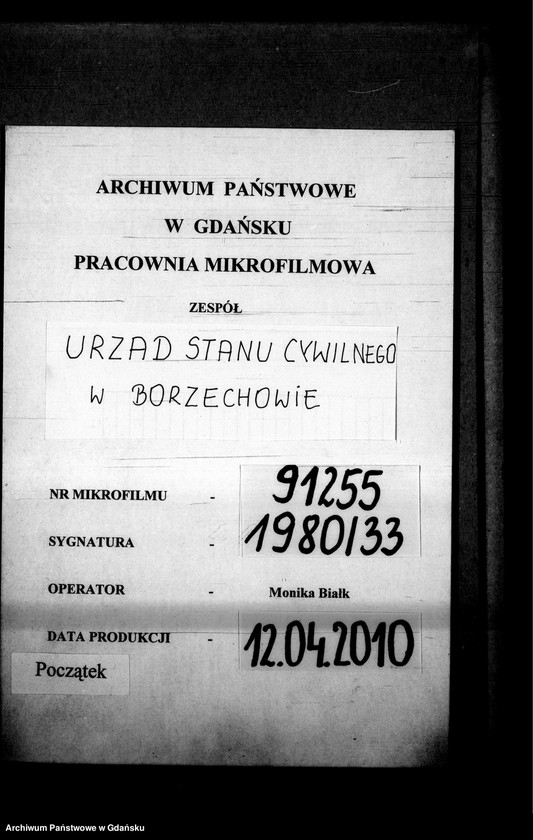 ARCHIWUM PAŃSTWOWE
W GDAŃSKU
PRACOWNIA MIKROFILMOWA
ZESPÓŁ
URZAD STANU CYWILNEGO
W BORZECHOWIE
NR MIKROFILMU - 91255
SYGNATURA - 1980/33
OPERATOR - Monika Białk
DATA PRODUKCJI - 12.04.2010
Początek
Archiwum Państwowe w Gdańsku